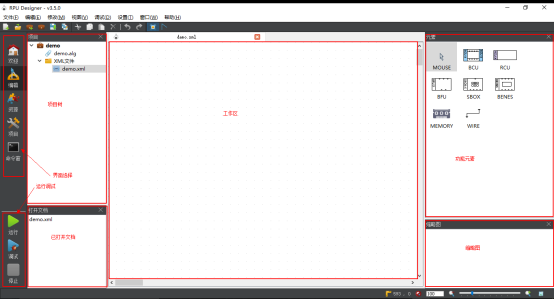 RPU Designer - v3.5.0
文件(F) 编辑(E) 修改(M) 视图(V) 调试(D) 设置(T) 窗口(W) 帮助(H)
项目
demo.xml
元素
demo
demo.alg
XML文件
demo.xml
欢迎
编辑
项目
命令窗
项目树
工作区
MOUSE BCU RCU
BFU SBOX BENES
MEMORY WIRE
功能元素
界面选择
运行调试
打开文档
demo.xml
已打开文档
运行
调试
停止
缩略图
缩略图
100